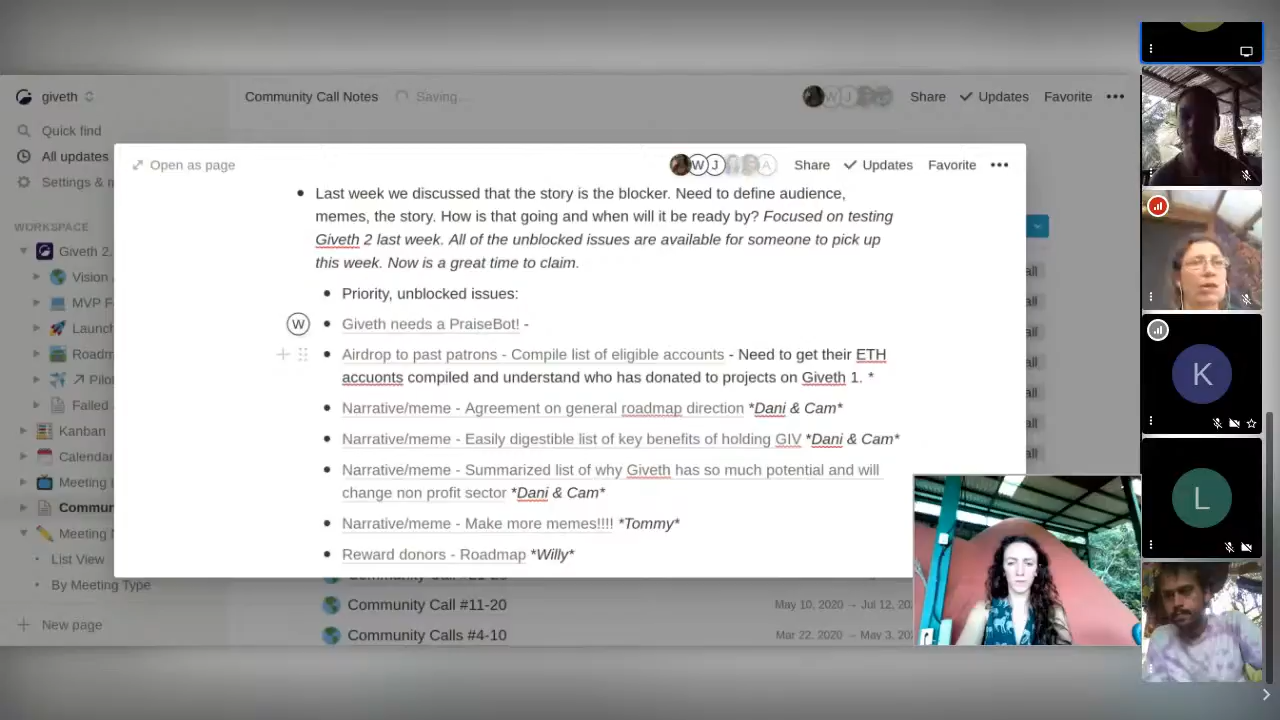 giveth
Community Call Notes
Saving...
W J
Share
Updates
Favorite
Quick find
All updates
Settings & m
WORKSPACE
Giveth 2.
Vision
MVP F
Launch
Roadm
Pilot
Failed
Kanban
Calendar
Meeting
Commun
Meeting N
List View
By Meeting Type
New page
Open as page
W J A
Share
Updates
Favorite
Last week we discussed that the story is the blocker. Need to define audience,
memes, the story. How is that going and when will it be ready by? Focused on testing
Giveth 2 last week. All of the unblocked issues are available for someone to pick up
this week. Now is a great time to claim.
Priority, unblocked issues:
W
Giveth needs a PraiseBot! -
Airdrop to past patrons - Compile list of eligible accounts - Need to get their ETH
accuonts compiled and understand who has donated to projects on Giveth 1. *
Narrative/meme - Agreement on general roadmap direction *Dani & Cam*
Narrative/meme - Easily digestible list of key benefits of holding GIV *Dani & Cam*
Narrative/meme - Summarized list of why Giveth has so much potential and will
change non profit sector *Dani & Cam*
Narrative/meme - Make more memes!!!! *Tommy*
Reward donors - Roadmap *Willy*
Community Call #11-20
May 10, 2020 → Jul 12, 20
Community Calls #4-10
Mar 22, 2020 → May 3, 20
K
L